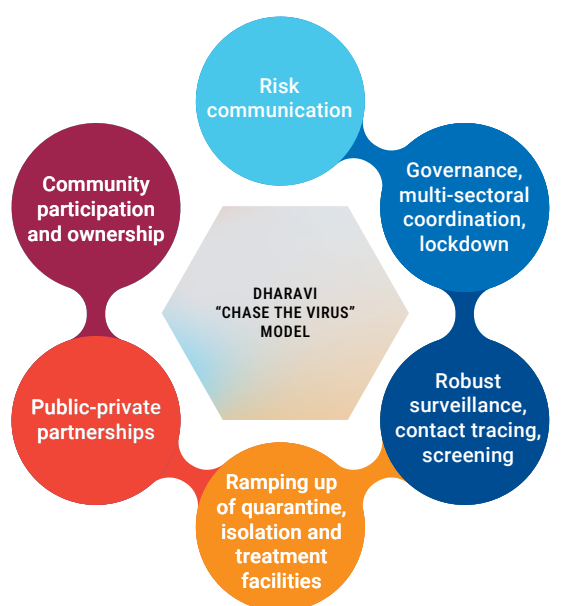 Risk
communication
Governance,
multi-sectoral
coordination,
lockdown
Robust
surveillance,
contact tracing,
screening
Ramping up
of quarantine,
isolation and
treatment
facilities
Public-private
partnerships
Community
participation
and ownership
DHARAVI
“CHASE THE VIRUS”
MODEL